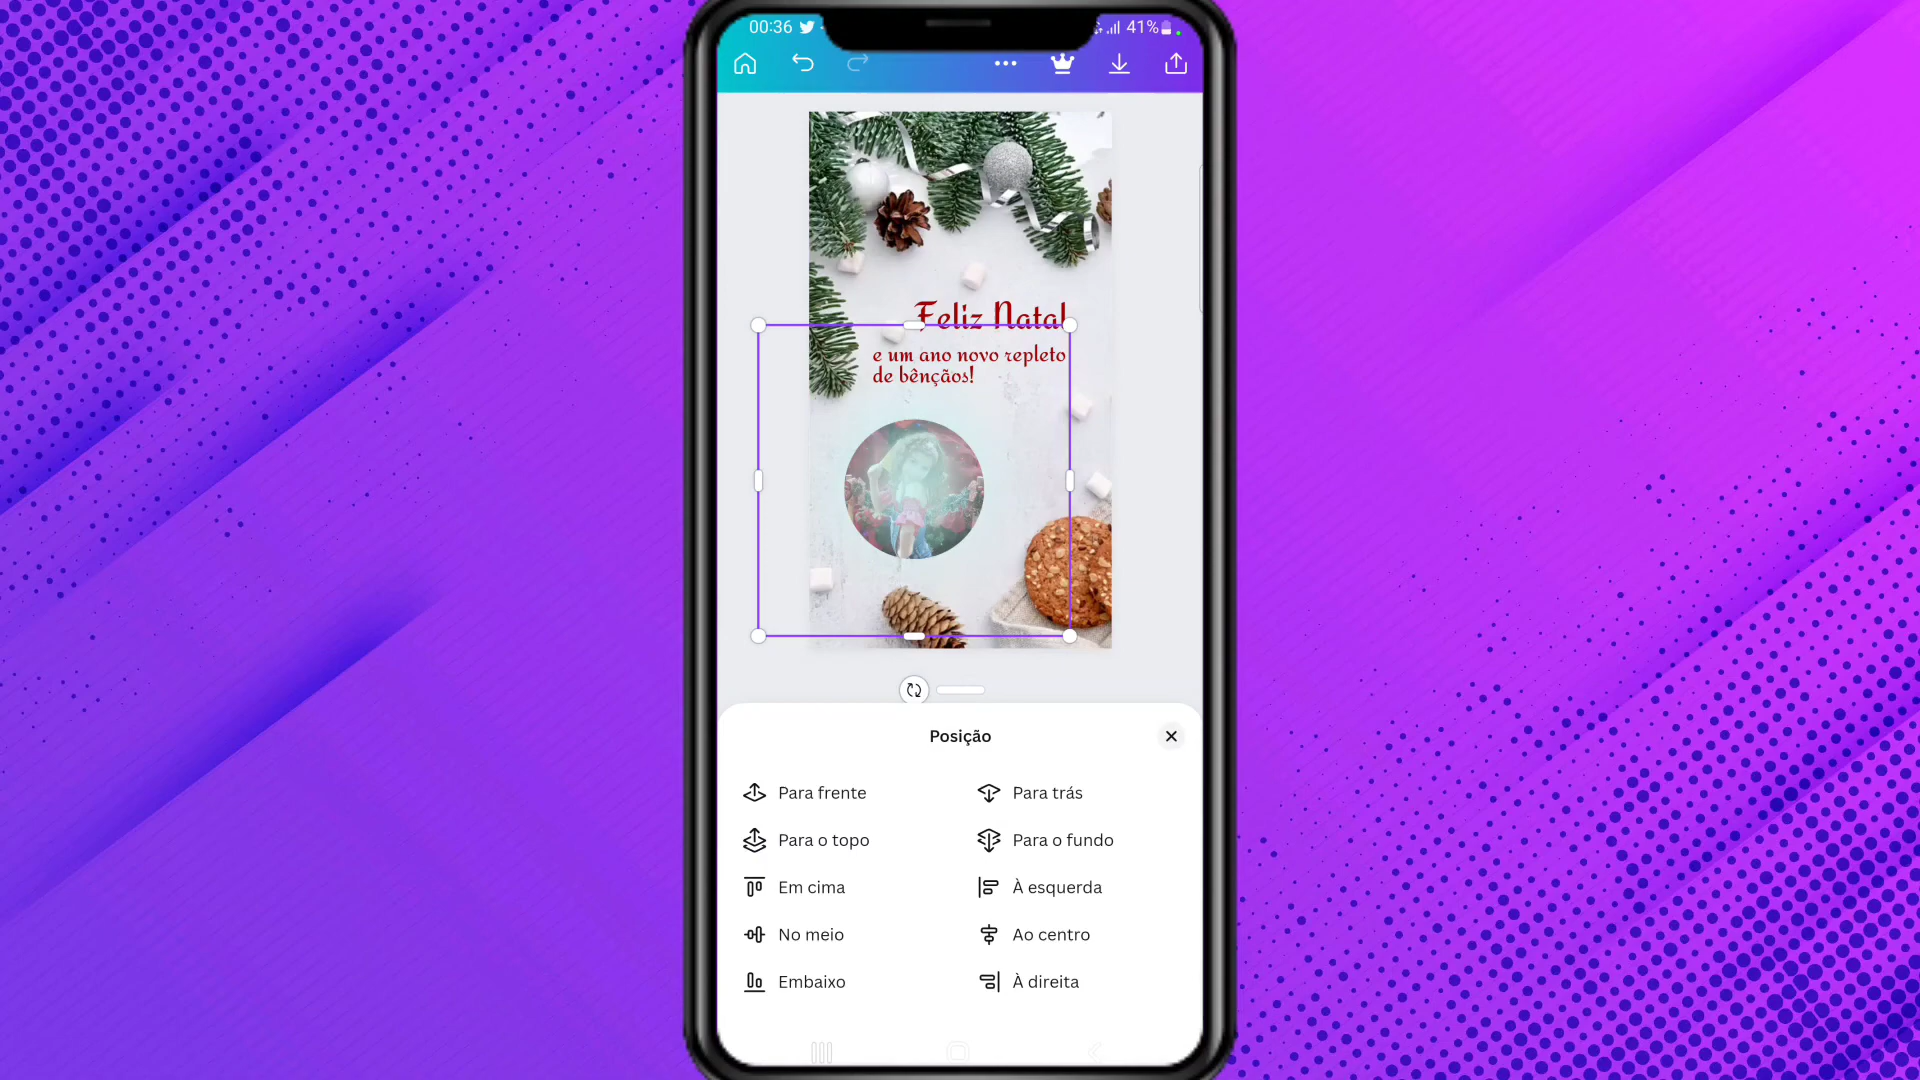 00:36
41%
Feliz Natal
e um ano novo repleto
de bênçãos!
Posição
Para frente
Para trás
Para o topo
Para o fundo
Em cima
À esquerda
No meio
Ao centro
Embaixo
À direita